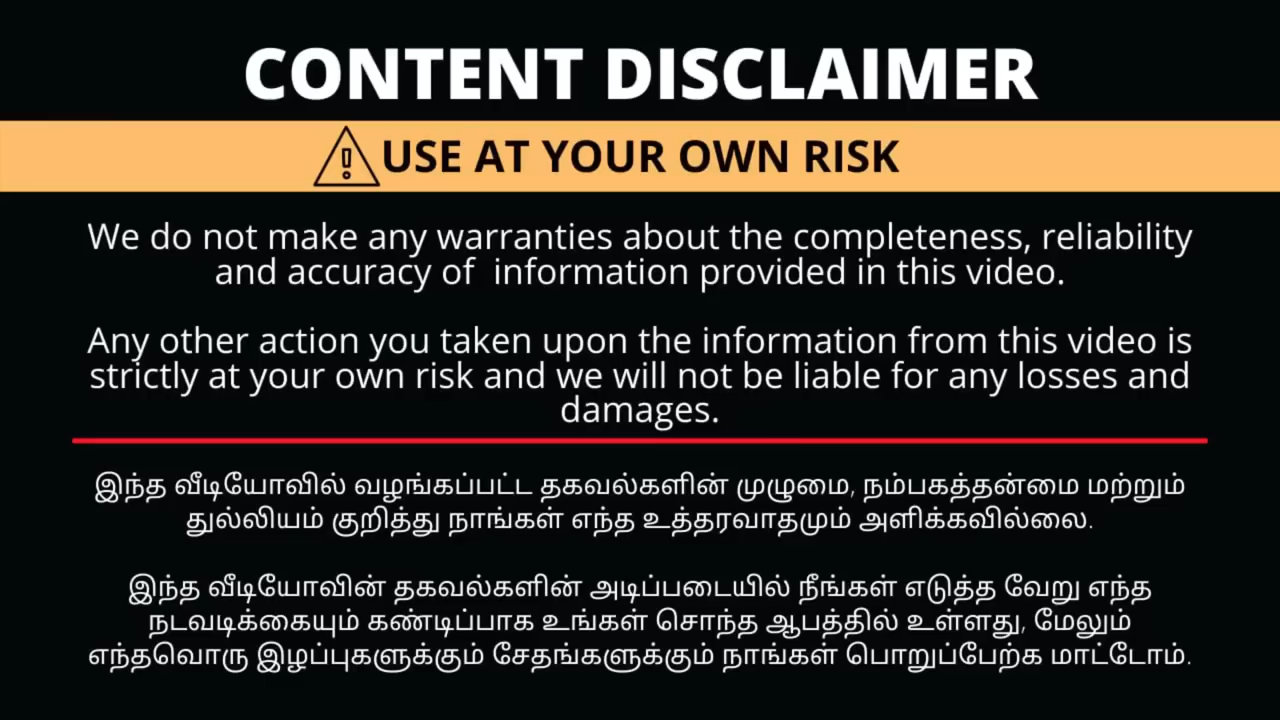 CONTENT DISCLAIMER
USE AT YOUR OWN RISK
We do not make any warranties about the completeness, reliability
and accuracy of information provided in this video.
Any other action you taken upon the information from this video is
strictly at your own risk and we will not be liable for any losses and
damages.
இந்த வீடியோவில் வழங்கப்பட்ட தகவல்களின் முழுமை, நம்பகத்தன்மை மற்றும்
துல்லியம் குறித்து நாங்கள் எந்த உத்தரவாதமும் அளிக்கவில்லை.
இந்த வீடியோவின் தகவல்களின் அடிப்படையில் நீங்கள் எடுத்த வேறு எந்த
நடவடிக்கையும் கண்டிப்பாக உங்கள் சொந்த ஆபத்தில் உள்ளது, மேலும்
எந்தவொரு இழப்புகளுக்கும் சேதங்களுக்கும் நாங்கள் பொறுப்பேற்க மாட்டோம்.